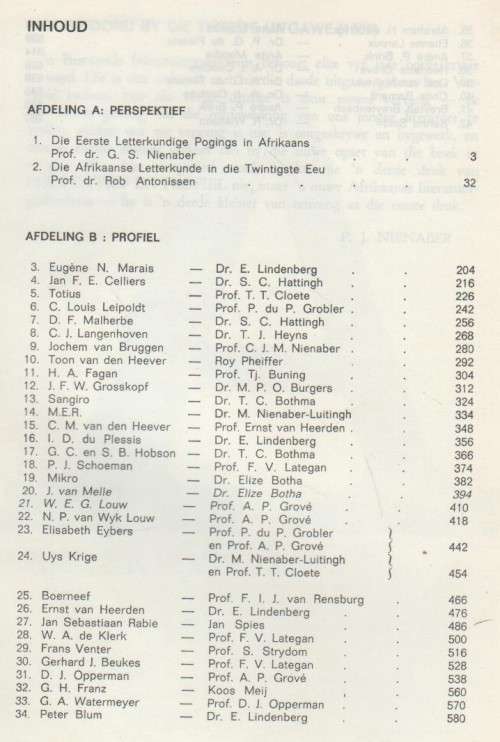 INHOUD
AFDELING A: PERSPEKTIEF
1. Die Eerste Letterkundige Pogings in Afrikaans
Prof. dr. G. S. Nienaber . 3
2. Die Afrikaanse Letterkunde in die Twintigste Eeu
Prof. dr. Rob Antonissen . . . . 32
AFDELING B : PROFIEL
3. Eugène N. Marais — Dr. E. Lindenberg . . 204
4. Jan F. E. Celliers — Dr. S. C. Hattingh . . 216
5. Totius — Prof. T. T. Cloete . . 226
6. C. Louis Leipoldt — Prof. P. du P. Grobler . . 242
7. D. F. Malherbe — Dr. S. C. Hattingh . . 256
8. C. J. Langenhoven — Dr. T. J. Heyns . . 268
9. Jochem van Bruggen — Prof. C. J. M. Nienaber . . 280
10. Toon van den Heever — Roy Pheiffer . . 292
11. H. A. Fagan — Prof. Tj. Buning . . 304
12. J. F. W. Grosskopf — Dr. M. P. O. Burgers . . 312
13. Sangiro — Dr. T. C. Bothma . . 324
14. M.E.R. — Dr. M. Nienaber-Luitingh . 334
15. C. M. van den Heever — Prof. Ernst van Heerden . 348
16. I. D. du Plessis — Dr. E. Lindenberg . . 356
17. G. C. en S. B. Hobson — Dr. T. C. Bothma . . 366
18. P. J. Schoeman — Prof. F. V. Lategan . . 374
19. Mikro — Dr. Elize Botha . . 382
20. J. van Melle — Dr. Elize Botha . . 394
21. W. E. G. Louw — Prof. A. P. Grové . . 410
22. N. P. van Wyk Louw — Prof. A. P. Grové . . 418
23. Elisabeth Eybers — Prof. P. du P. Grobler
en Prof. A. P. Grové } 442
24. Uys Krige — Dr. M. Nienaber-Luitingh
en Prof. T. T. Cloete } 454
25. Boerneef — Prof. F. I. J. van Rensburg . 466
26. Ernst van Heerden — Dr. E. Lindenberg . . 476
27. Jan Sebastiaan Rabie — Jan Spies . . 486
28. W. A. de Klerk — Prof. F. V. Lategan . . 500
29. Frans Venter — Prof. S. Strydom . . 516
30. Gerhard J. Beukes — Prof. F. V. Lategan . . 528
31. D. J. Opperman — Prof. A. P. Grové . . 538
32. G. H. Franz — Koos Meij . . 560
33. G. A. Watermeyer — Prof. D. J. Opperman . . 570
34. Peter Blum — Dr. E. Lindenberg . . 580